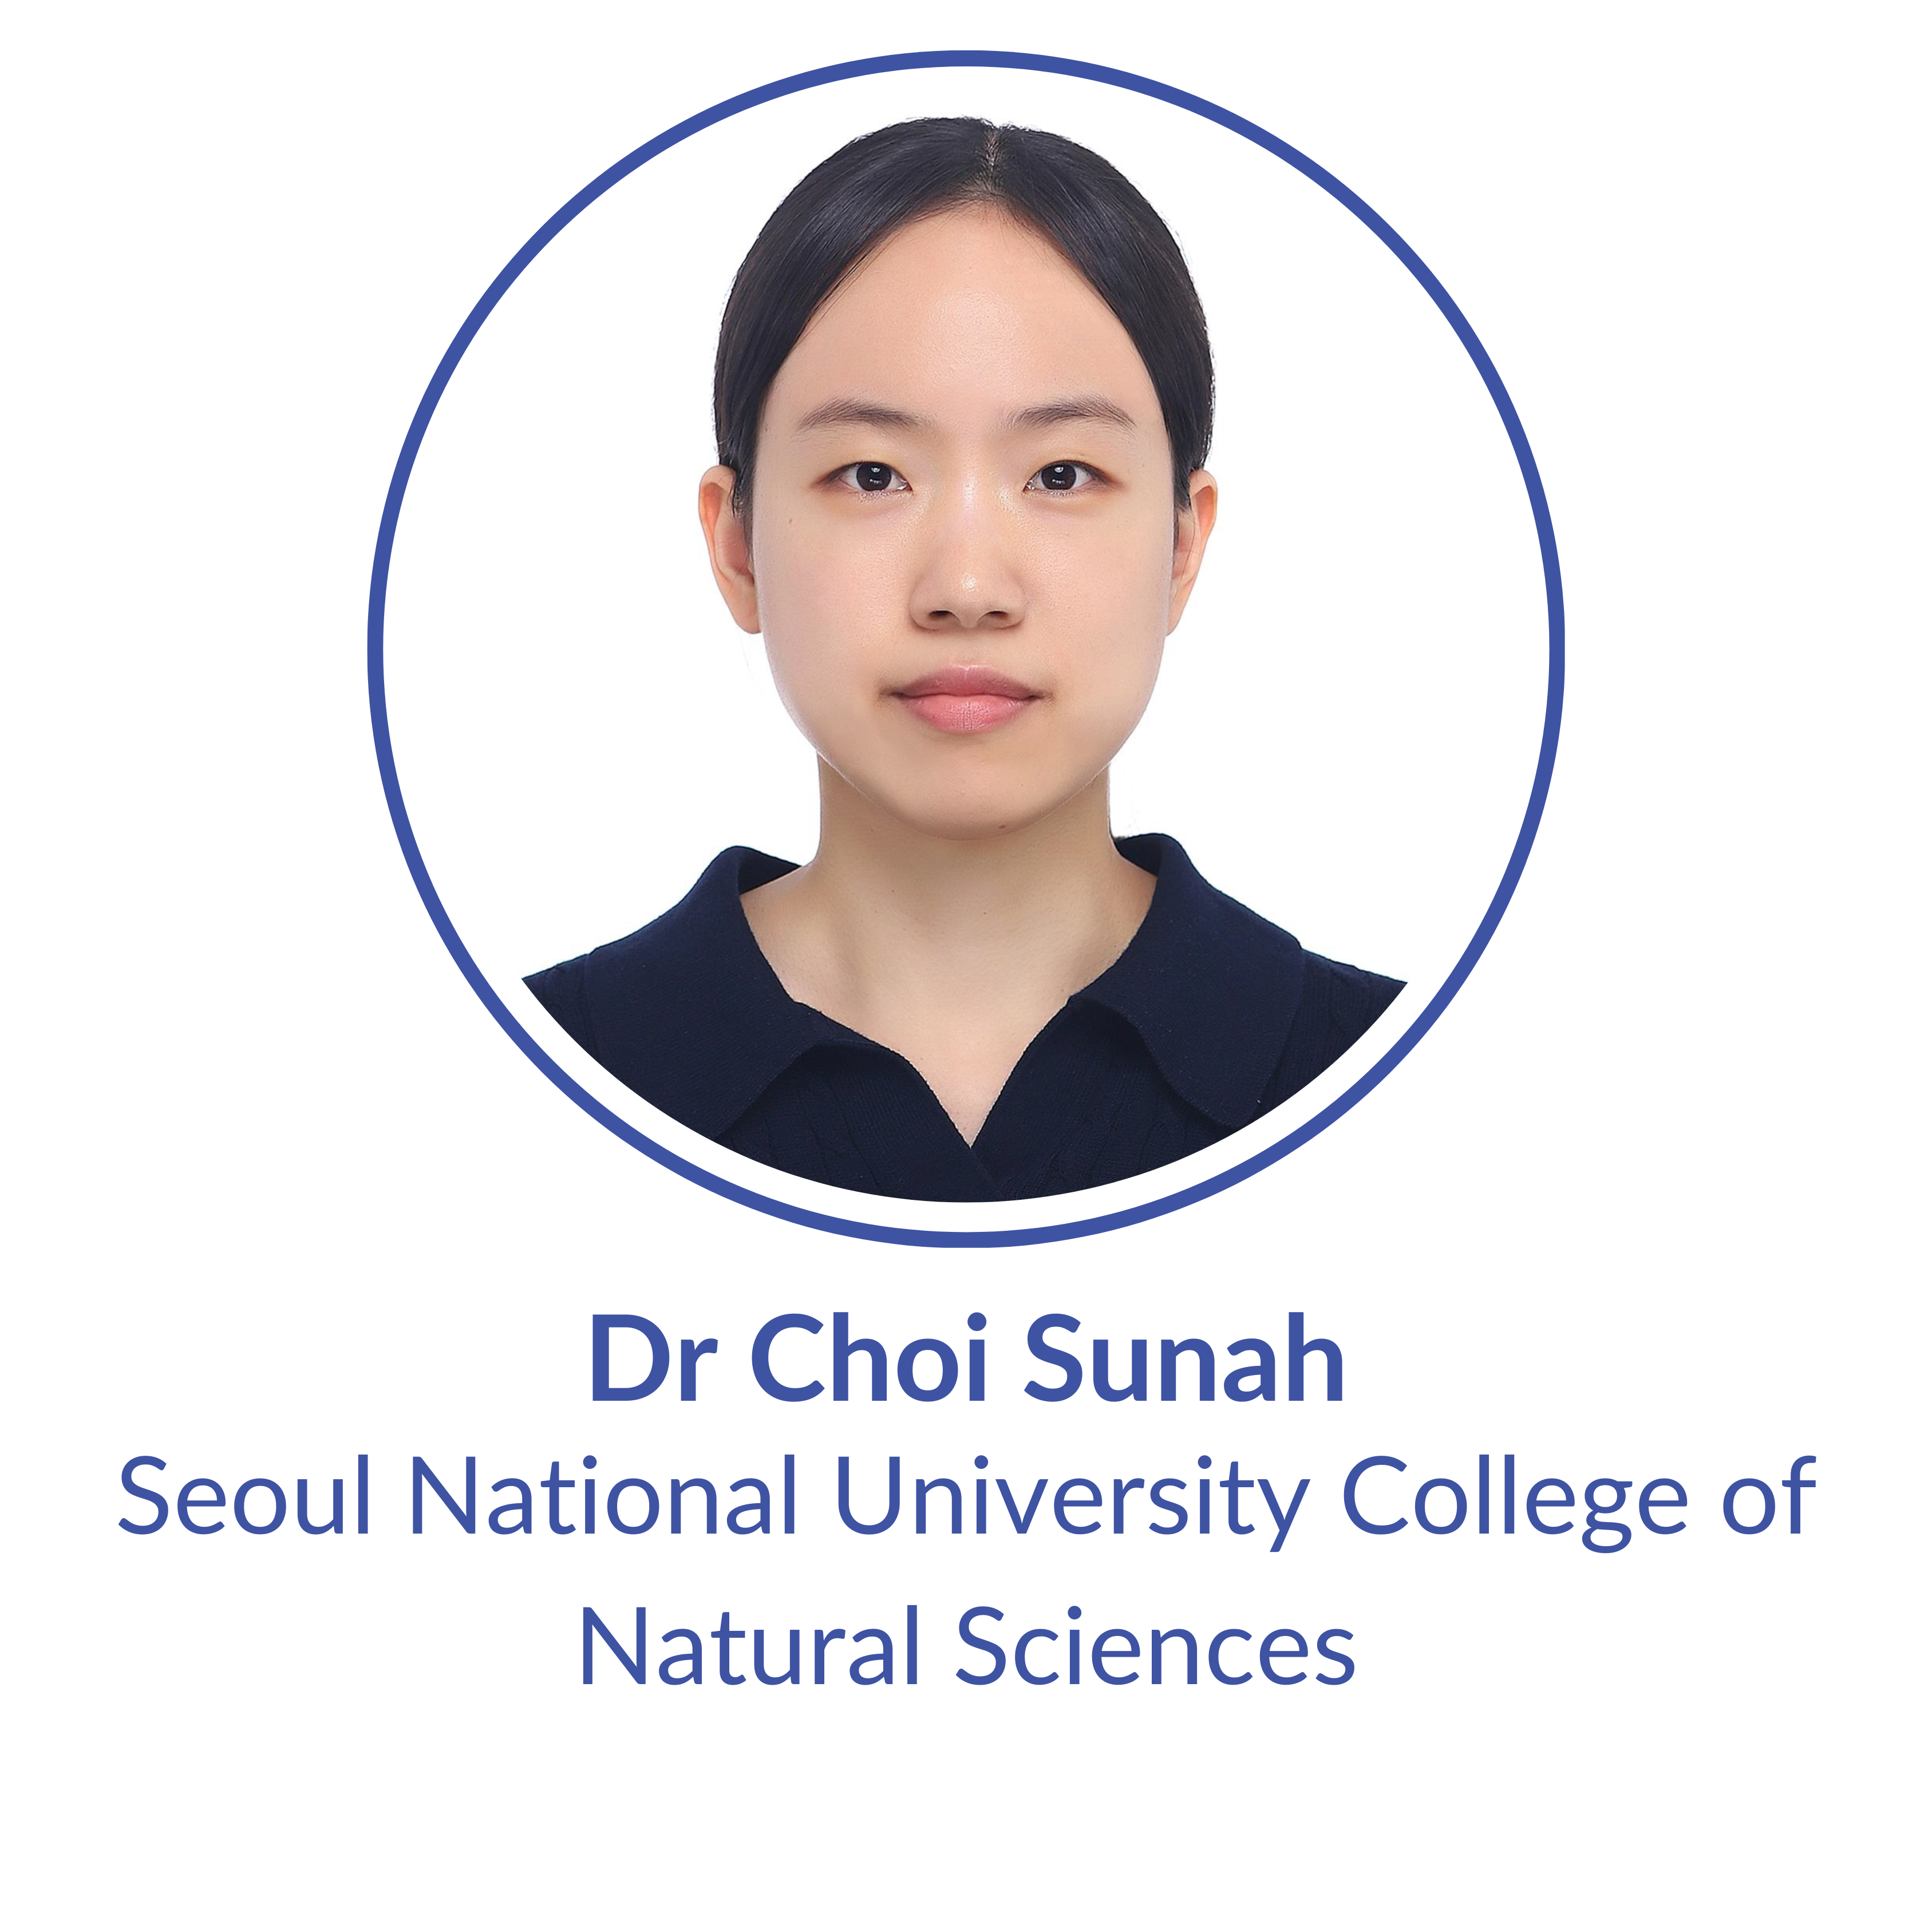 Dr Choi Sunah
Seoul National University College of
Natural Sciences